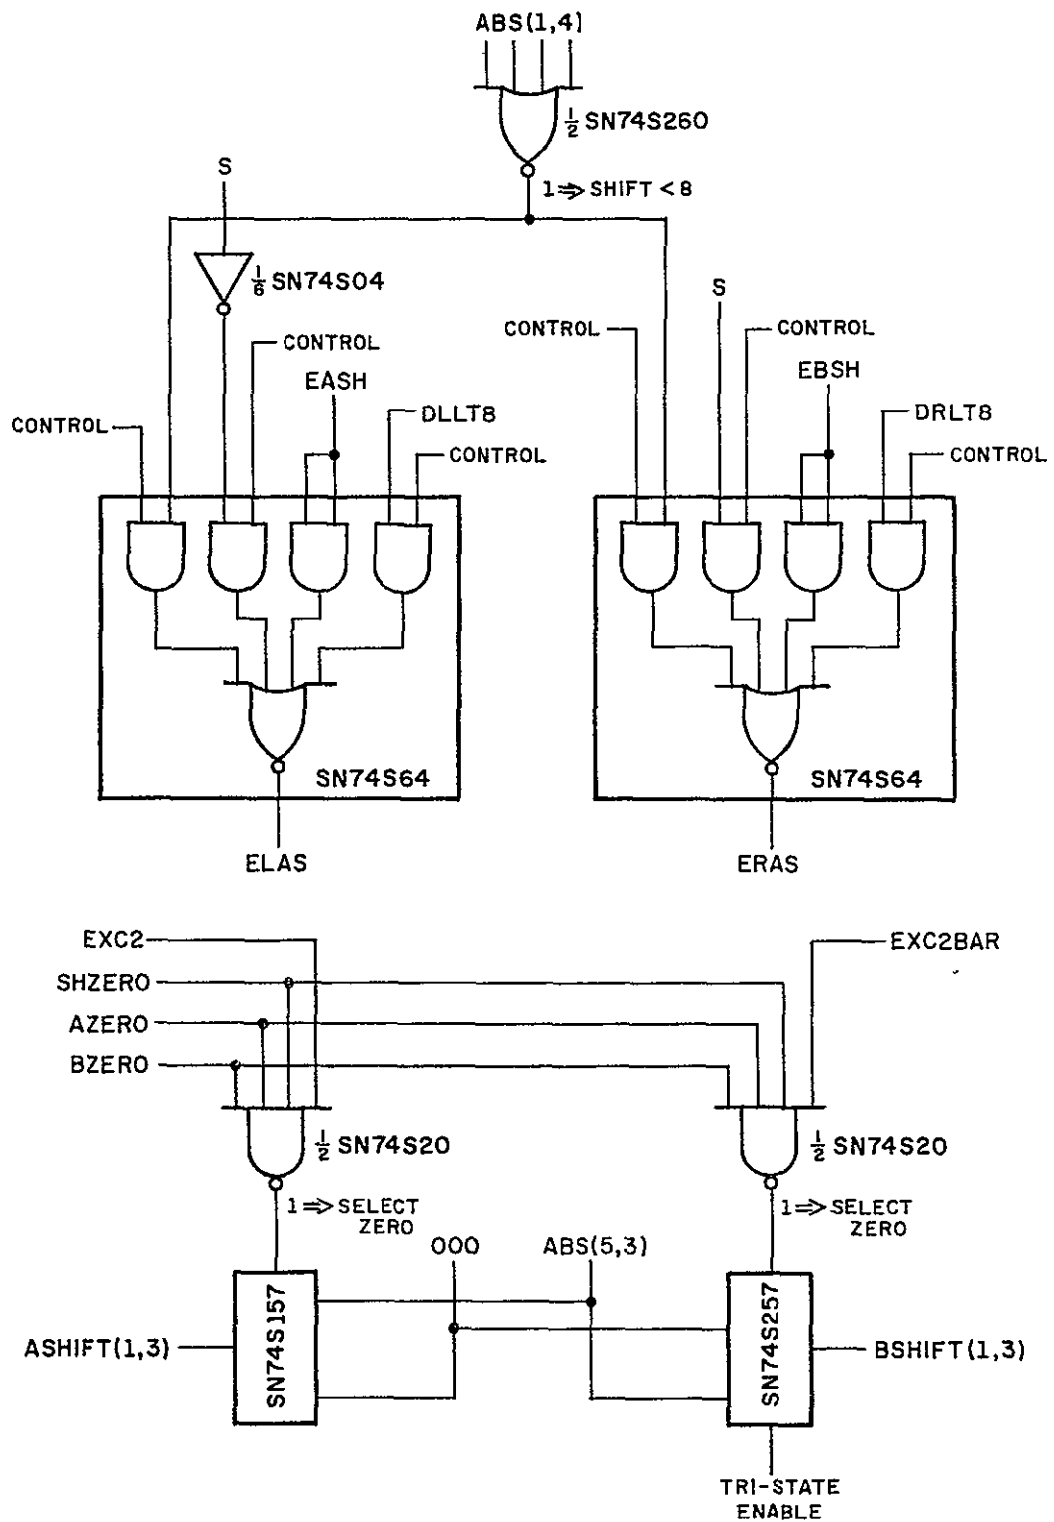 ABS(1,4)
½ SN74S260
1 ⇒ SHIFT < 8
S
⅙ SN74S04
S
CONTROL
CONTROL
CONTROL
EASH
EBSH
DLLT8
DRLT8
CONTROL
CONTROL
CONTROL
SN74S64
SN74S64
ELAS
ERAS
EXC2
EXC2BAR
SHZERO
AZERO
BZERO
½ SN74S20
½ SN74S20
1 ⇒ SELECT
ZERO
1 ⇒ SELECT
ZERO
000
ABS(5,3)
SN74S157
SN74S257
ASHIFT(1,3)
BSHIFT(1,3)
TRI-STATE
ENABLE